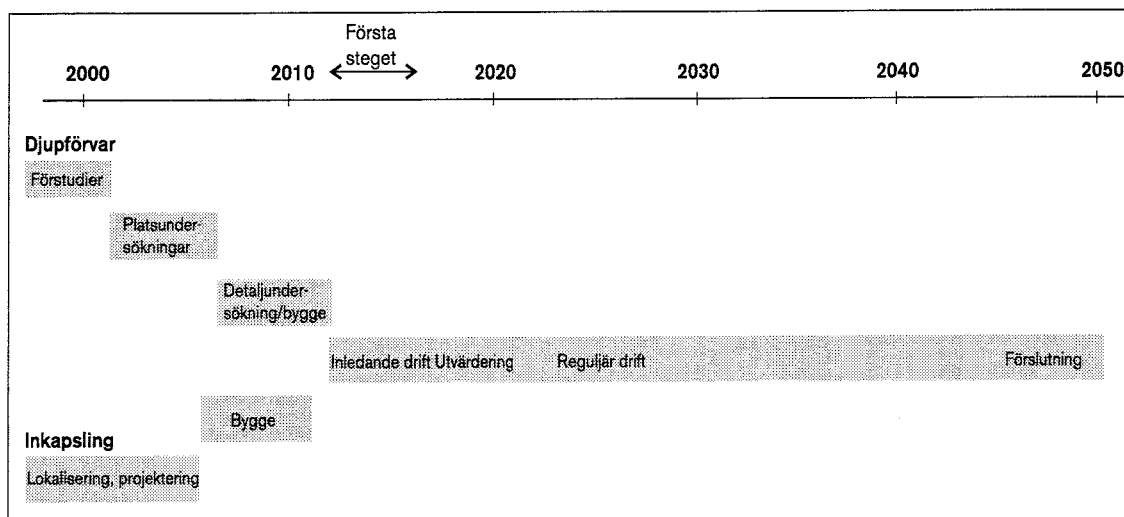 Första
steget
2000 2010 2020 2030 2040 2050
Djupförvar
Förstudier
Platsunder-
sökningar
Detaljunder-
sökning/bygge
Inledande drift Utvärdering Reguljär drift Förslutning
Bygge
Inkapsling
Lokalisering, projektering